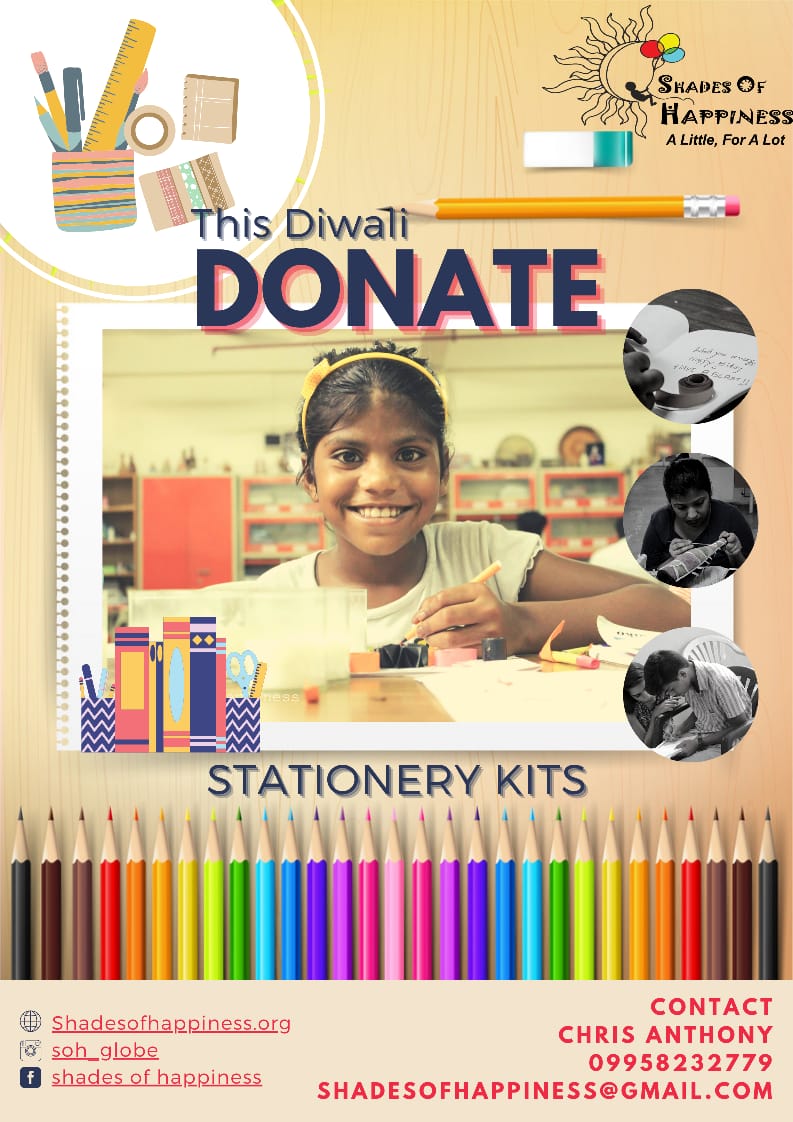 SHADES OF
HAPPINESS
A Little, For A Lot
This Diwali
DONATE
STATIONERY KITS
Shadesofhappiness.org
soh_globe
shades of happiness
CONTACT
CHRIS ANTHONY
09958232779
SHADESOFHAPPINESS@GMAIL.COM